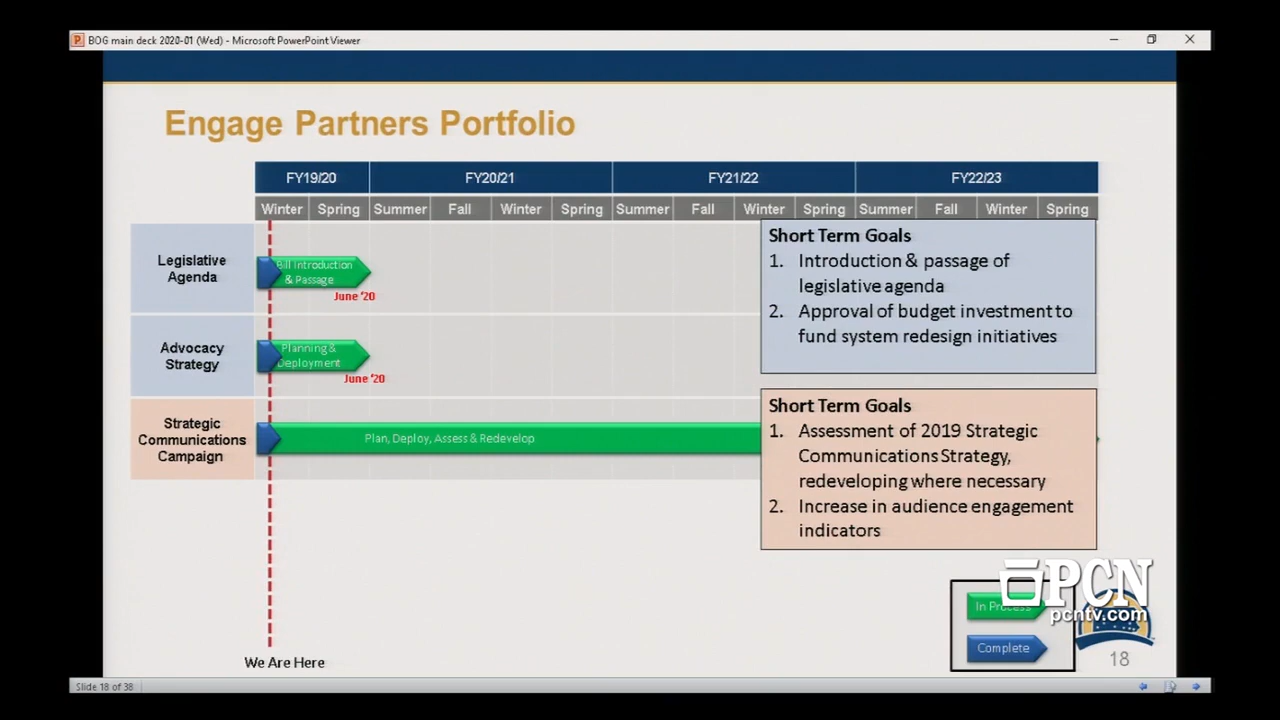 BOG main deck 2020-01 (Wed) - Microsoft PowerPoint Viewer
Engage Partners Portfolio
FY19/20 FY20/21 FY21/22 FY22/23
Winter Spring Summer Fall Winter Spring Summer Fall Winter Spring Summer Fall Winter Spring
Legislative
Agenda
Bill Introduction
& Passage
June '20
Advocacy
Strategy
Planning &
Deployment
June '20
Strategic
Communications
Campaign
Plan, Deploy, Assess & Redevelop
Short Term Goals
1. Introduction & passage of
legislative agenda
2. Approval of budget investment to
fund system redesign initiatives
Short Term Goals
1. Assessment of 2019 Strategic
Communications Strategy,
redeveloping where necessary
2. Increase in audience engagement
indicators
In Process
Complete
PCN
pcntv.com
18
We Are Here
Slide 18 of 38